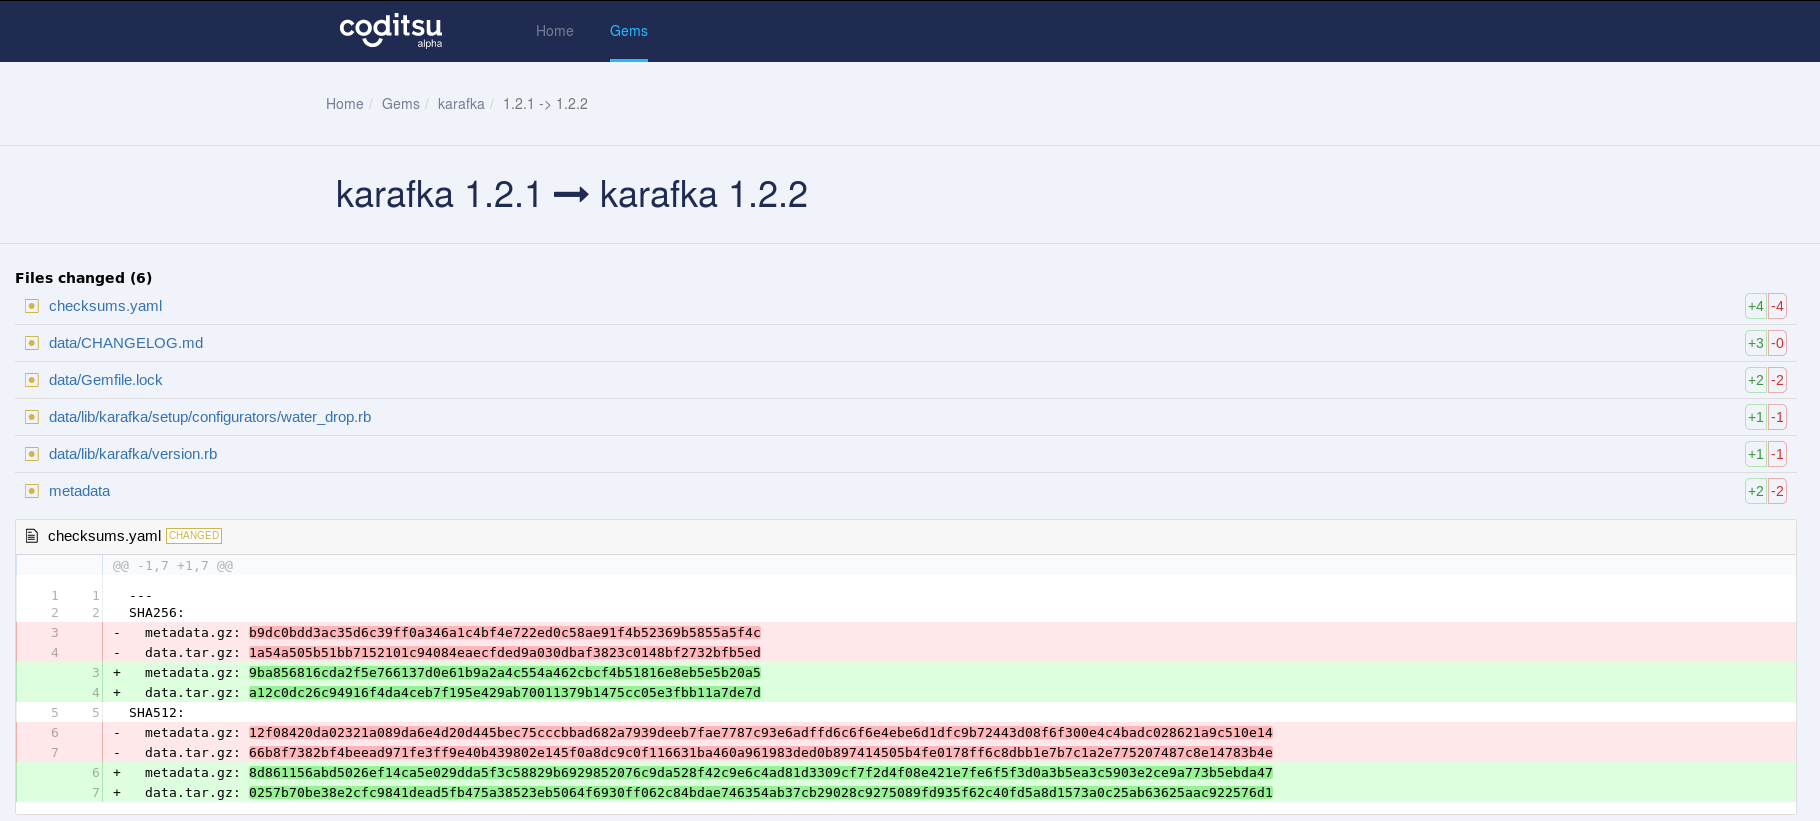 coditsu
alpha
Home Gems
Home / Gems / karafka / 1.2.1 -> 1.2.2
karafka 1.2.1 → karafka 1.2.2
Files changed (6)
checksums.yaml +4 -4
data/CHANGELOG.md +3 -0
data/Gemfile.lock +2 -2
data/lib/karafka/setup/configurators/water_drop.rb +1 -1
data/lib/karafka/version.rb +1 -1
metadata +2 -2
checksums.yaml CHANGED
@@ -1,7 +1,7 @@
1 1 ---
2 2 SHA256:
3 - metadata.gz: b9dc0bdd3ac35d6c39ff0a346a1c4bf4e722ed0c58ae91f4b52369b5855a5f4c
4 - data.tar.gz: 1a54a505b51bb7152101c94084eaecfded9a030dbaf3823c0148bf2732bfb5ed
3 + metadata.gz: 9ba856816cda2f5e766137d0e61b9a2a4c554a462cbcf4b51816e8eb5e5b20a5
4 + data.tar.gz: a12c0dc26c94916f4da4ceb7f195e429ab70011379b1475cc05e3fbb11a7de7d
5 5 SHA512:
6 - metadata.gz: 12f08420da02321a089da6e4d20d445bec75cccbbad682a7939deeb7fae7787c93e6adffd6c6f6e4ebe6d1dfc9b72443d08f6f300e4c4badc028621a9c510e14
7 - data.tar.gz: 66b8f7382bf4beead971fe3ff9e40b439802e145f0a8dc9c0f116631ba460a961983ded0b897414505b4fe0178ff6c8dbb1e7b7c1a2e775207487c8e14783b4e
6 + metadata.gz: 8d861156abd5026ef14ca5e029dda5f3c58829b6929852076c9da528f42c9e6c4ad81d3309cf7f2d4f08e421e7fe6f5f3d0a3b5ea3c5903e2ce9a773b5ebda47
7 + data.tar.gz: 0257b70be38e2cfc9841dead5fb475a38523eb5064f6930ff062c84bdae746354ab37cb29028c9275089fd935f62c40fd5a8d1573a0c25ab63625aac922576d1